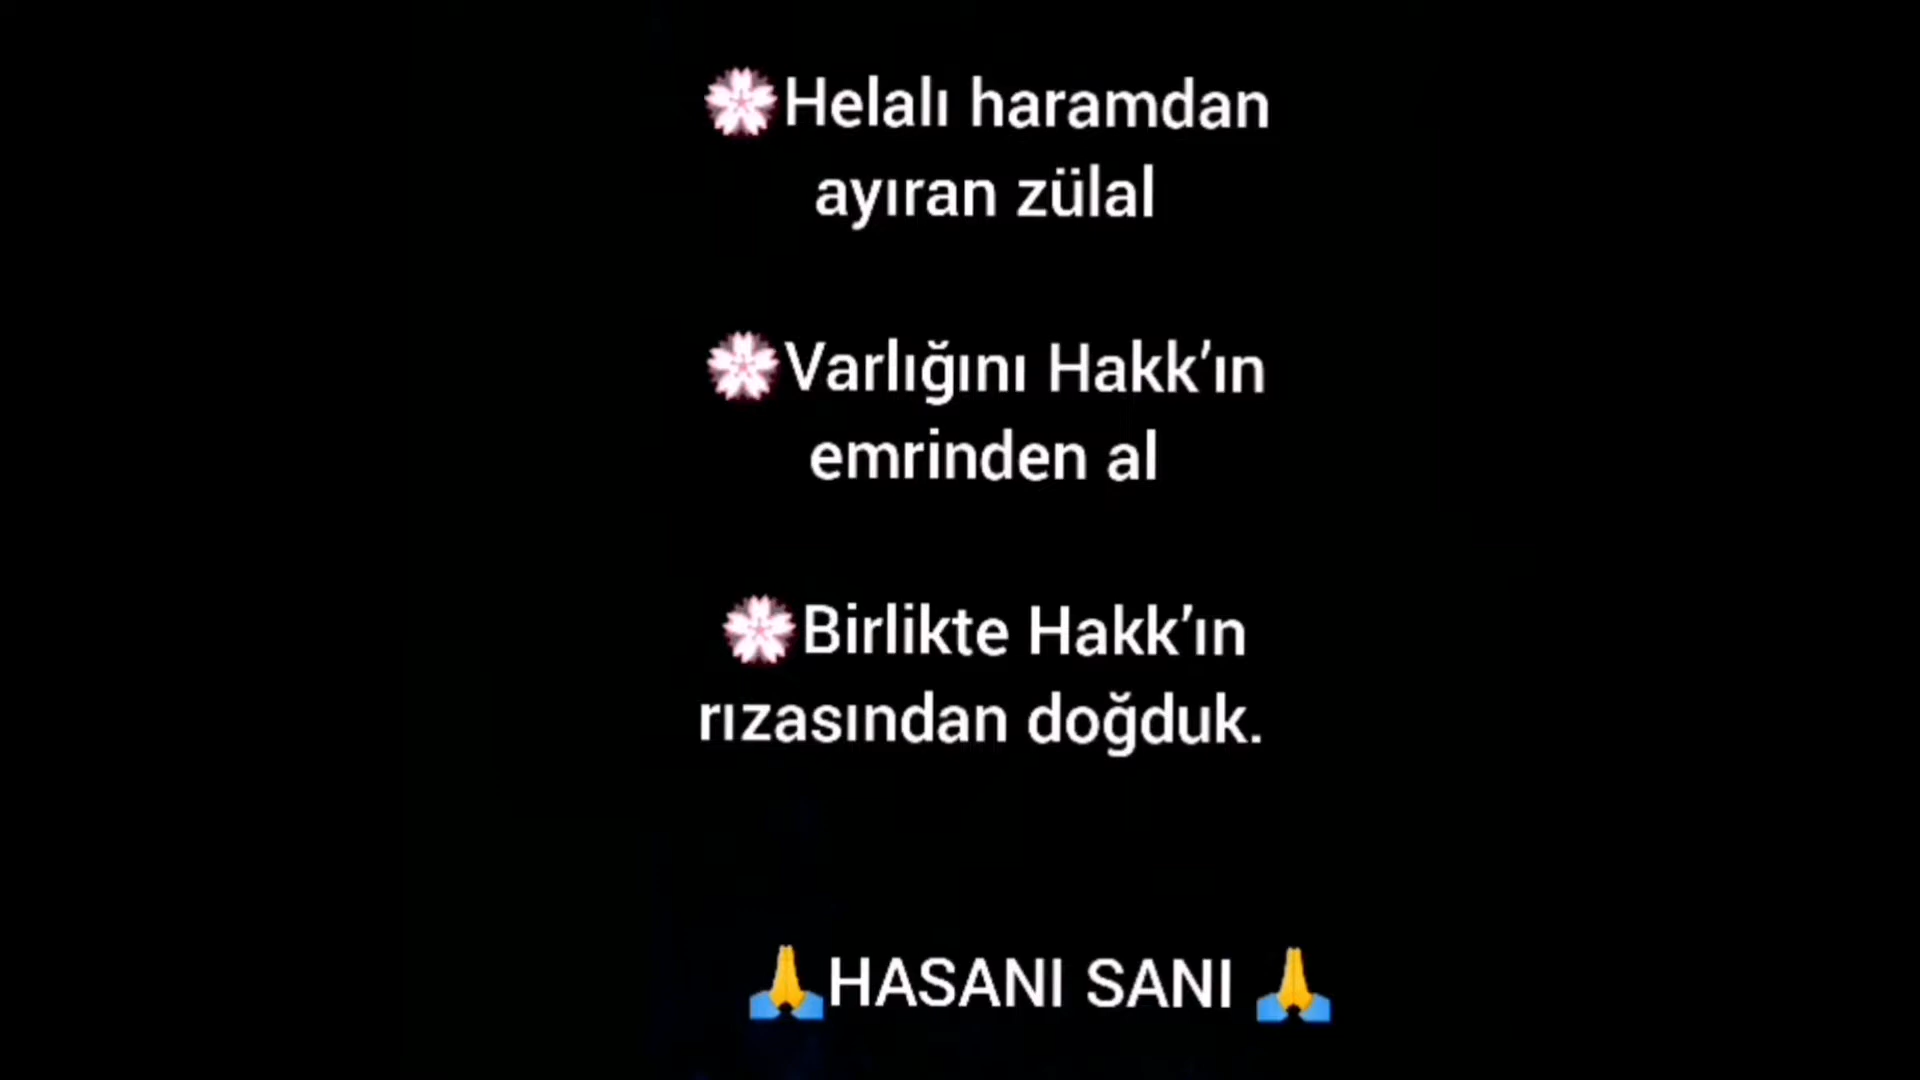 🌸Helalı haramdan
ayıran zülal
🌸Varlığını Hakk’ın
emrinden al
🌸Birlikte Hakk’ın
rızasından doğduk.
🙏HASANI SANI 🙏